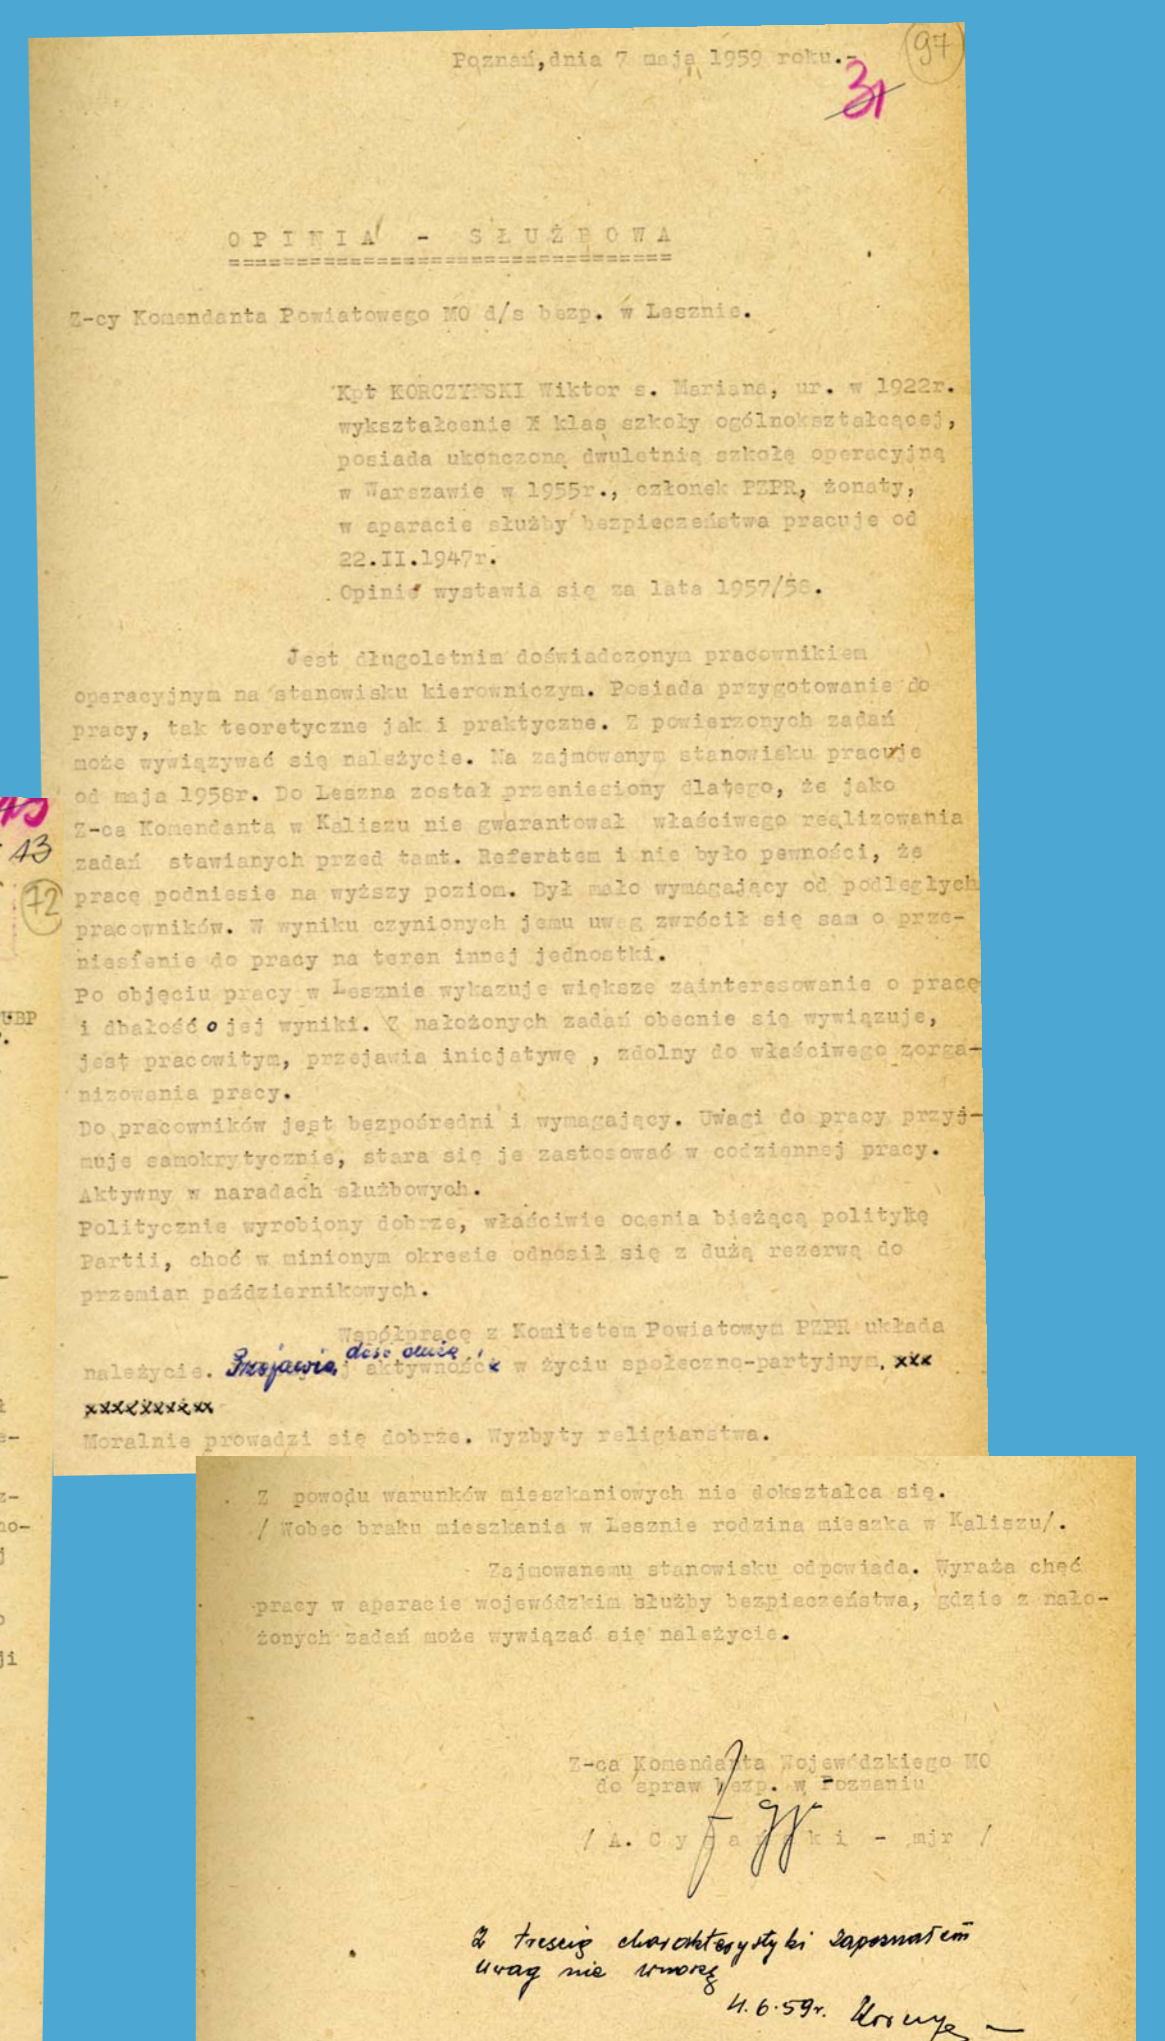 Poznań,dnia 7 maja 1959 roku.-
97
31
O P I N I A - S Ł U Ż B O W A
=================================
Z-cy Komendanta Powiatowego MO d/s bezp. w Lesznie.
Kpt KORCZYŃSKI Wiktor s. Mariana, ur. w 1922r.
wykształcenie X klas szkoły ogólnokształcącej,
posiada ukończoną dwuletnią szkołę operacyjną
w Warszawie w 1955r., członek PZPR, żonaty,
w aparacie służby bezpieczeństwa pracuje od
22.II.1947r.
Opinię wystawia się za lata 1957/58.
Jest długoletnim doświadczonym pracownikiem
operacyjnym na stanowisku kierowniczym. Posiada przygotowanie do
pracy, tak teoretyczne jak i praktyczne. Z powierzonych zadań
może wywiązywać się należycie. Na zajmowanym stanowisku pracuje
od maja 1958r. Do Leszna został przeniesiony dlatego, że jako
Z-ca Komendanta w Kaliszu nie gwarantował właściwego realizowania
zadań stawianych przed tamt. Referatem i nie było pewności, że
pracę podniesie na wyższy poziom. Był mało wymagający od podległych
pracowników. W wyniku czynionych jemu uwag zwrócił się sam o prze-
niesienie do pracy na teren innej jednostki.
Po objęciu pracy w Lesznie wykazuje większe zainteresowanie o pracę
i dbałość o jej wyniki. Z nałożonych zadań obecnie się wywiązuje,
jest pracowitym, przejawia inicjatywę , zdolny do właściwego zorga-
nizowania pracy.
Do pracowników jest bezpośredni i wymagający. Uwagi do pracy przyj-
muje samokrytycznie, stara się je zastosować w codziennej pracy.
Aktywny w naradach służbowych.
Politycznie wyrobiony dobrze, właściwie ocenia bieżącą politykę
Partii, choć w minionym okresie odnosił się z dużą rezerwą do
przemian październikowych.
Współpracę z Komitetem Powiatowym PZPR układa
należycie. Przejawia dość dużą aktywność w życiu społeczno-partyjnym. xxx
xxxxxxxxxx
Moralnie prowadzi się dobrze. Wyzbyty religianstwa.
Z powodu warunków mieszkaniowych nie dokształca się.
/ Wobec braku mieszkania w Lesznie rodzina mieszka w Kaliszu/.
Zajmowanemu stanowisku odpowiada. Wyraża chęć
pracy w aparacie wojewódzkim służby bezpieczeństwa, gdzie z nało-
żonych zadań może wywiązać się należycie.
Z-ca Komendanta Wojewódzkiego MO
do spraw bezp. w Poznaniu
/ A. C y g a ń s k i - mjr /
Z treścią charakterystyki zapoznałem
uwag nie wnoszę
4.6.59r.
13
72
UBP
z-
no-
j
ji